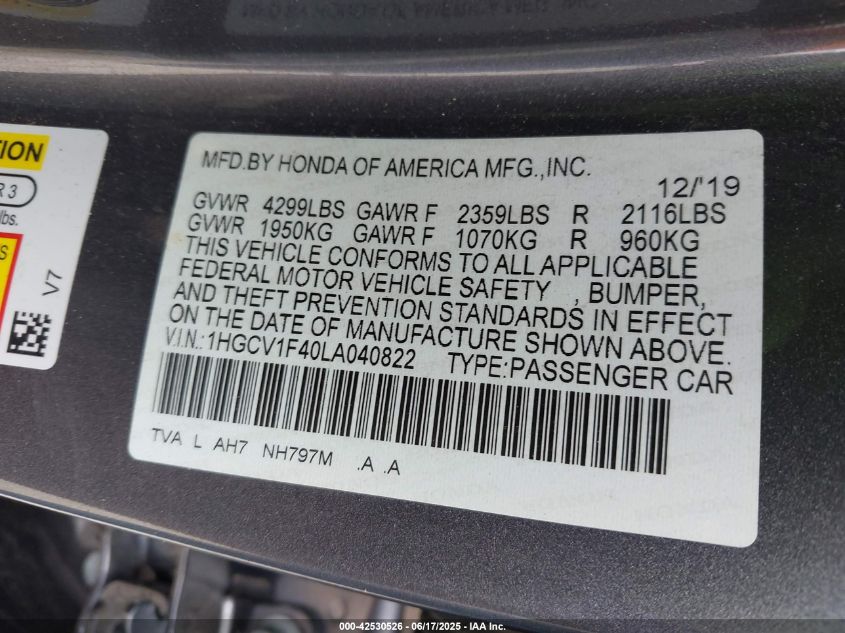 MFD.BY HONDA OF AMERICA MFG.,INC.
12/'19
GVWR 4299LBS GAWR F 2359LBS R 2116LBS
GVWR 1950KG GAWR F 1070KG R 960KG
THIS VEHICLE CONFORMS TO ALL APPLICABLE
FEDERAL MOTOR VEHICLE SAFETY , BUMPER,
AND THEFT PREVENTION STANDARDS IN EFFECT
ON THE DATE OF MANUFACTURE SHOWN ABOVE.
V.I.N.:1HGCV1F40LA040822 TYPE:PASSENGER CAR
TVA L AH7 NH797M .A .A
R 3
lbs.
V7
000-42530526 - 06/17/2025 - IAA Inc.